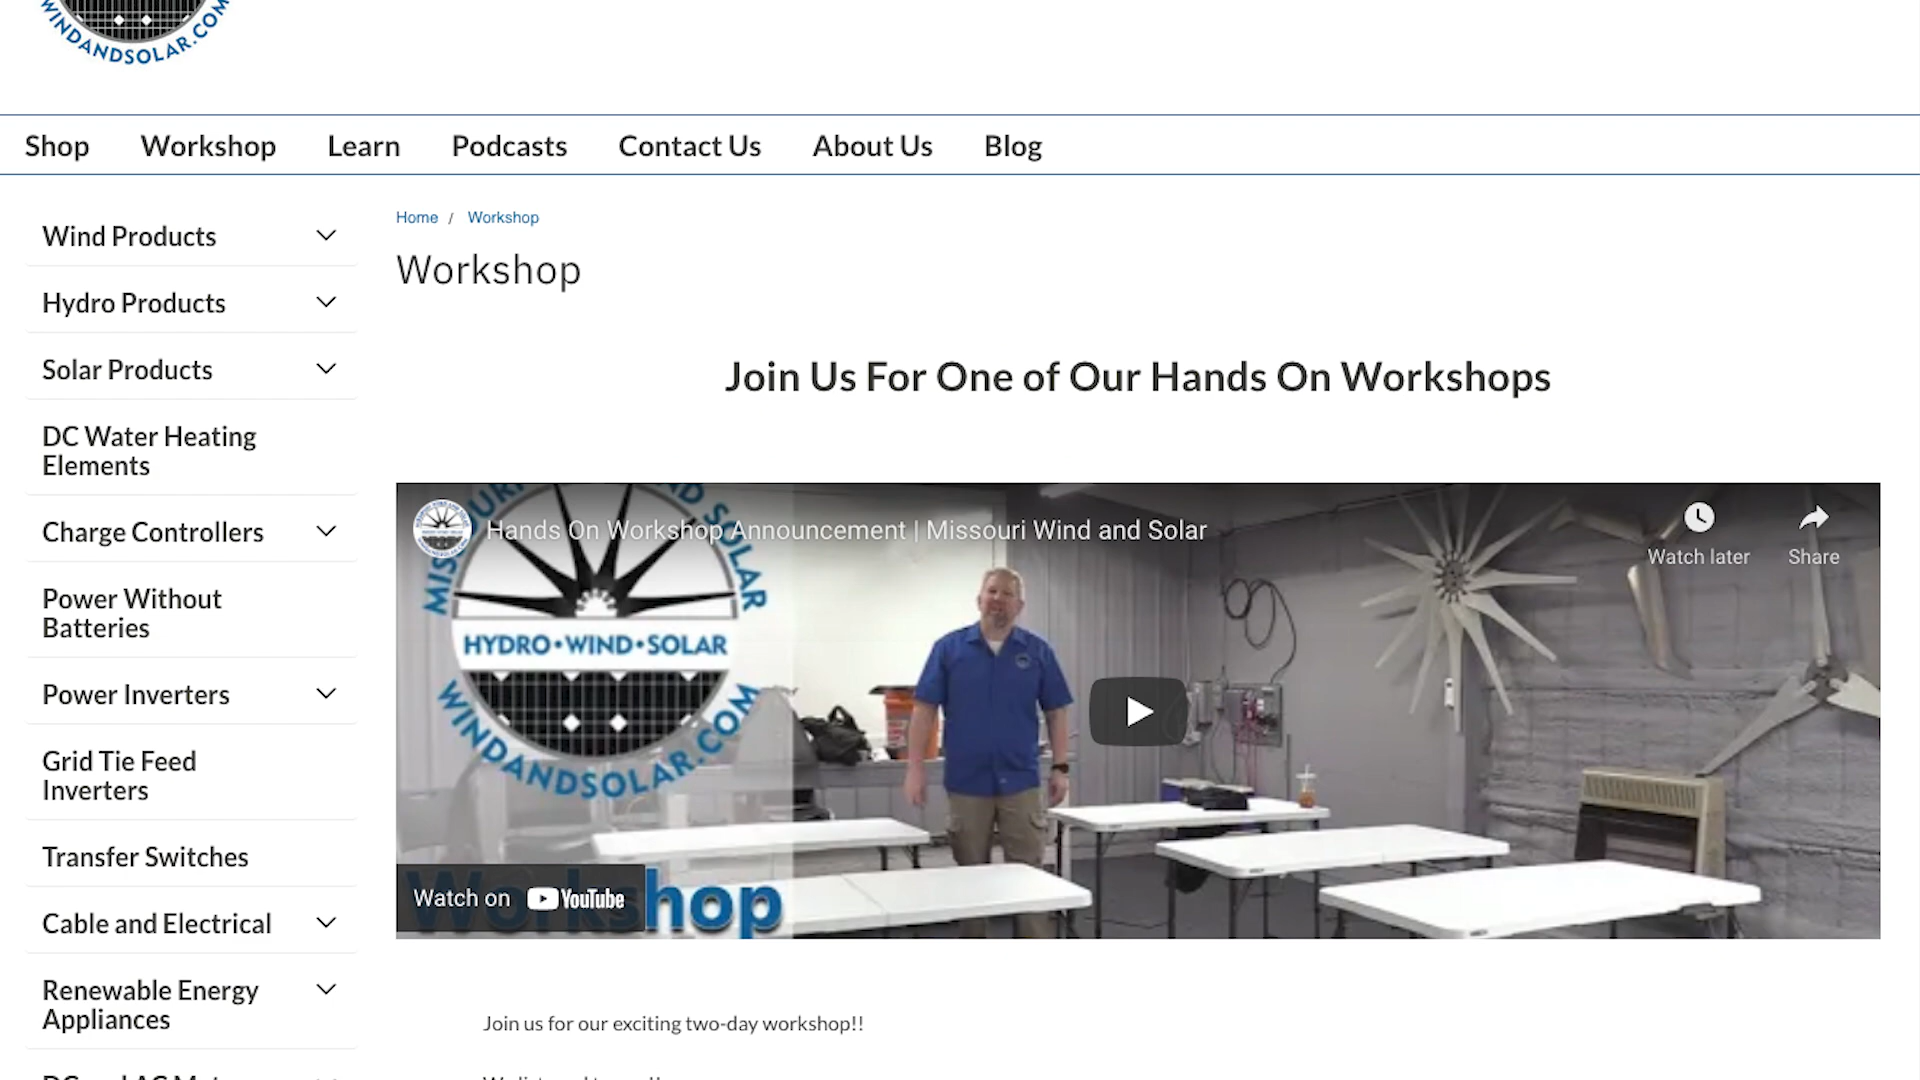 WINDANDSOLAR.COM
Shop Workshop Learn Podcasts Contact Us About Us Blog
Home / Workshop
Workshop
Wind Products
Hydro Products
Solar Products
DC Water Heating
Elements
Charge Controllers
Power Without
Batteries
Power Inverters
Grid Tie Feed
Inverters
Transfer Switches
Cable and Electrical
Renewable Energy
Appliances
Join Us For One of Our Hands On Workshops
Hands On Workshop Announcement | Missouri Wind and Solar
Watch later
Share
HYDRO•WIND•SOLAR
WINDANDSOLAR.COM
Workshop
Watch on YouTube
Join us for our exciting two-day workshop!!